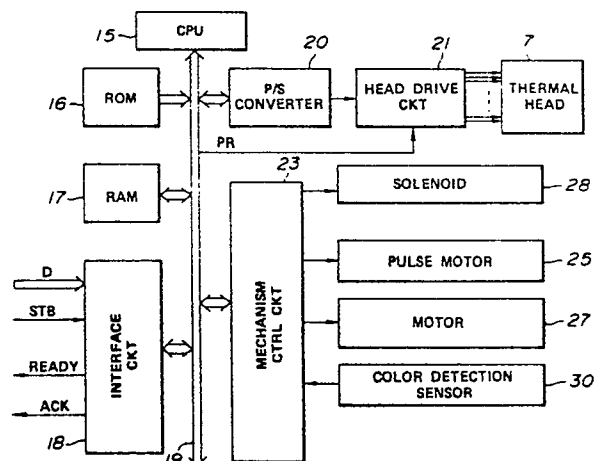 15
CPU
20
21
7
16
ROM
P/S
CONVERTER
HEAD DRIVE
CKT
THERMAL
HEAD
PR
23
17
RAM
SOLENOID
28
D
STB
READY
ACK
INTERFACE
CKT
18
MECHANISM
CTRL CKT
PULSE MOTOR
25
MOTOR
27
COLOR DETECTION
SENSOR
30